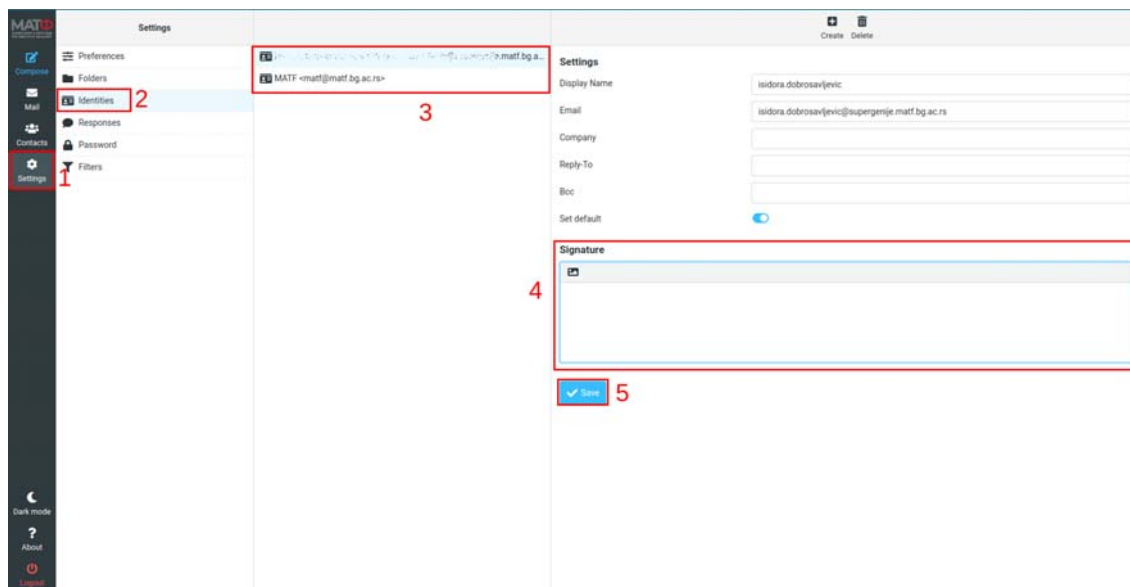 МАТФ
Compose
Mail
Contacts
Settings
1
Dark mode
? About
Logout
Settings
Preferences
Folders
Identities
2
Responses
Password
Filters
e.matf.bg.a...
MATF <matf@matf.bg.ac.rs>
3
Create Delete
Settings
Display Name isidora.dobrosavljevic
Email isidora.dobrosavljevic@supergenije.matf.bg.ac.rs
Company
Reply-To
Bcc
Set default
Signature
4
Save
5